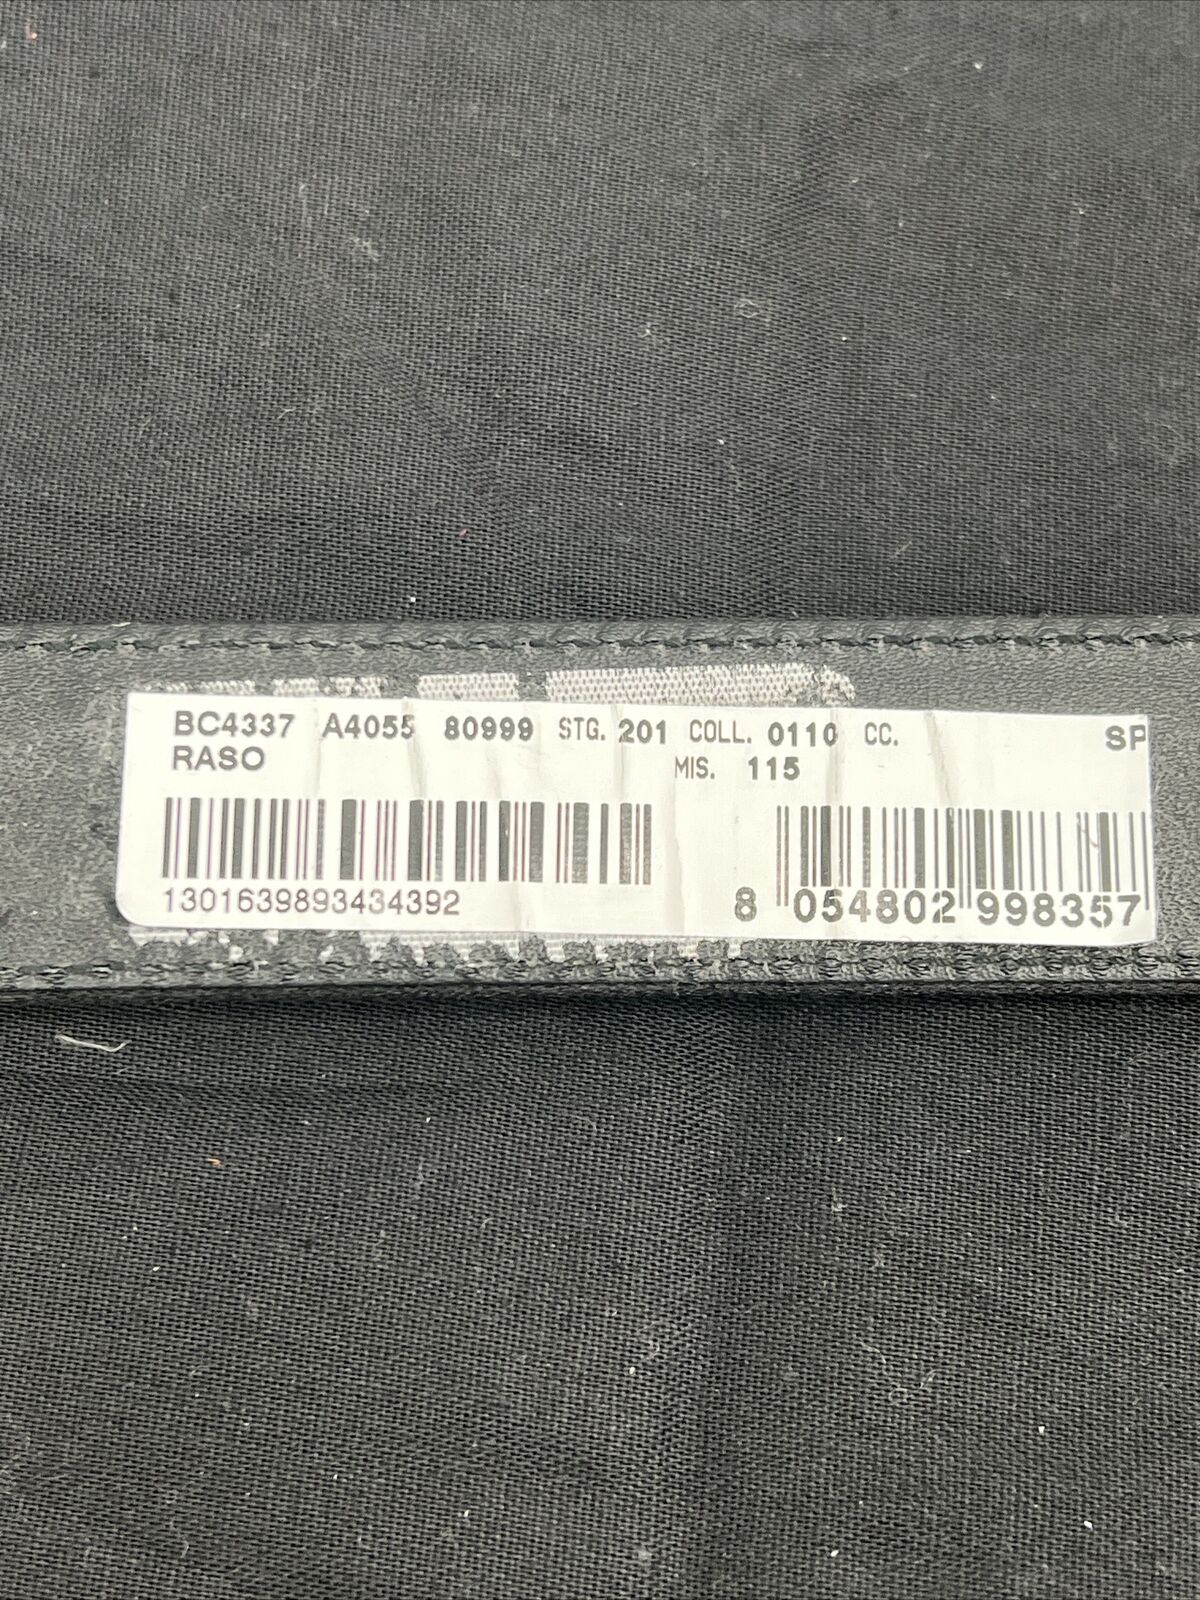 BC4337 A4055 80999 STG. 201 COLL. 0110 CC. SP
RASO MIS. 115
1301639893434392
8 054802 998357